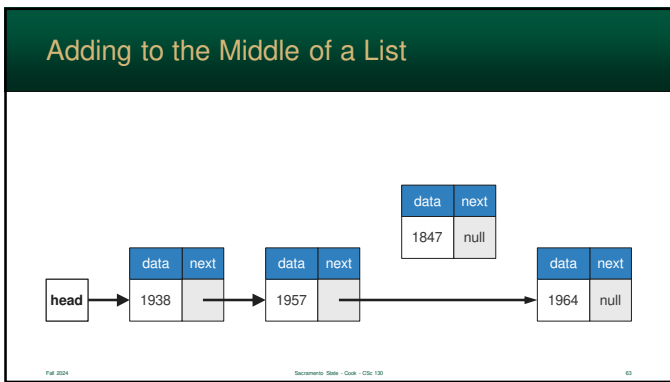 Adding to the Middle of a List
data next
1847 null
data next
data next
data next
head
1938
1957
1964 null
Fall 2024
Sacramento State - Cook - CSc 130
63